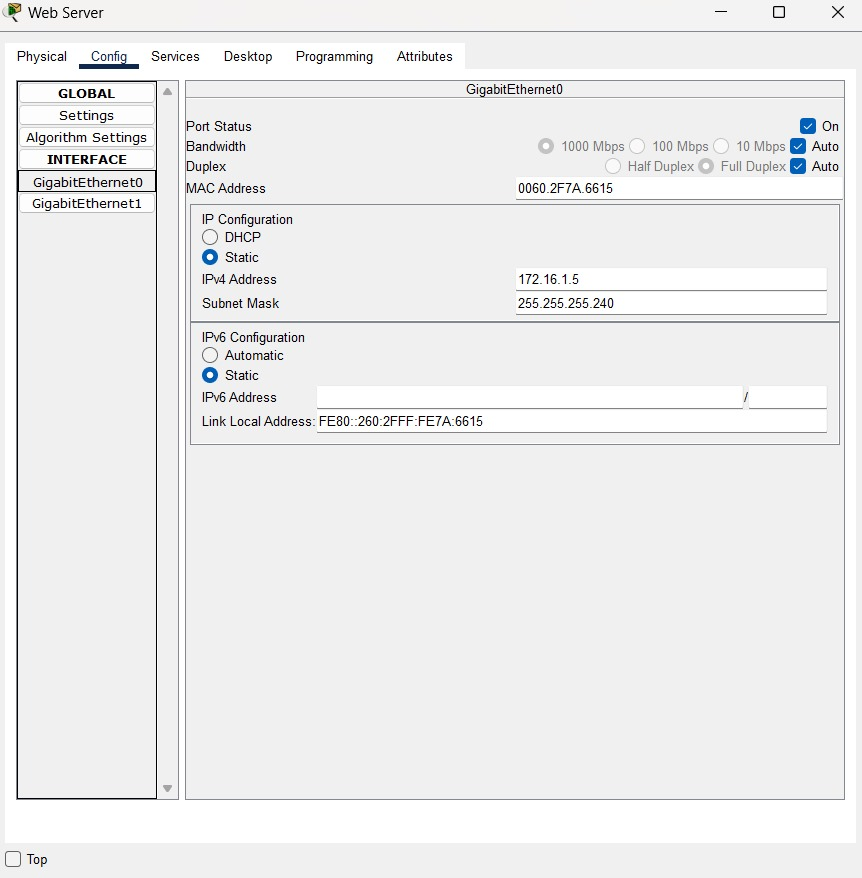 Web Server
Physical Config Services Desktop Programming Attributes
GLOBAL
Settings
Algorithm Settings
INTERFACE
GigabitEthernet0
GigabitEthernet1
GigabitEthernet0
Port Status On
Bandwidth 1000 Mbps 100 Mbps 10 Mbps Auto
Duplex Half Duplex Full Duplex Auto
MAC Address 0060.2F7A.6615
IP Configuration
DHCP
Static
IPv4 Address 172.16.1.5
Subnet Mask 255.255.255.240
IPv6 Configuration
Automatic
Static
IPv6 Address /
Link Local Address: FE80::260:2FFF:FE7A:6615
Top